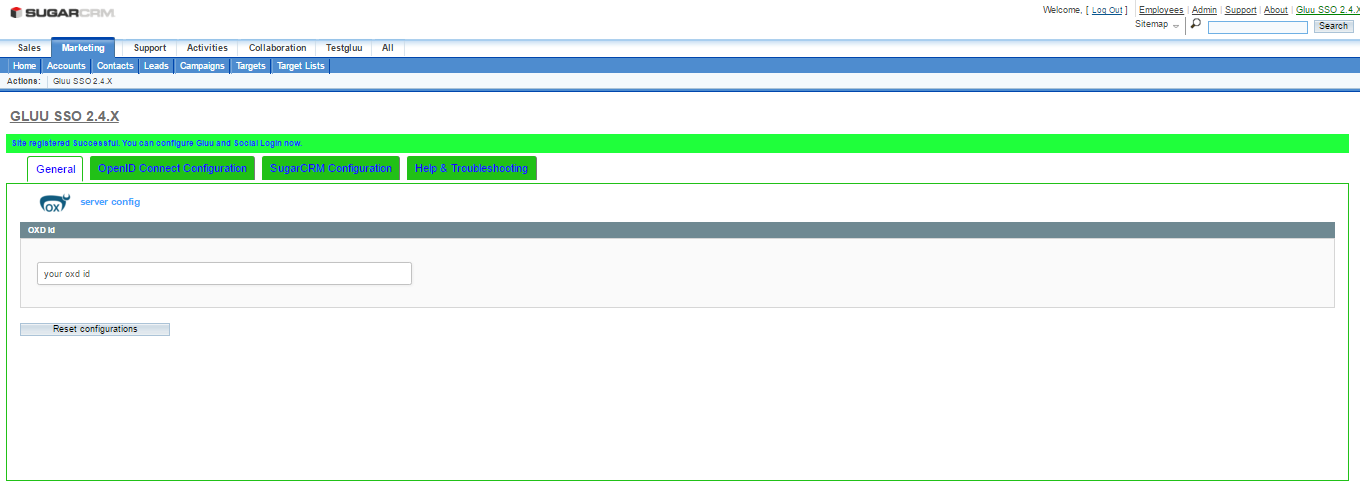 SUGARCRM
Welcome, [ Log Out ] Employees | Admin | Support | About | Gluu SSO 2.4.X
Sitemap Search
Sales Marketing Support Activities Collaboration Testgluu All
Home Accounts Contacts Leads Campaigns Targets Target Lists
Actions: Gluu SSO 2.4.X
GLUU SSO 2.4.X
Site registered Successful. You can configure Gluu and Social Login now.
General OpenID Connect Configuration SugarCRM Configuration Help & Troubleshooting
OX server config
OXD Id
your oxd id
Reset configurations